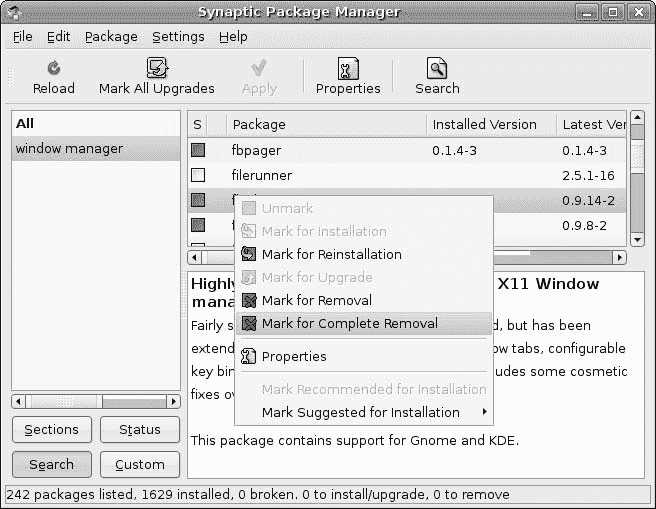 Synaptic Package Manager
File Edit Package Settings Help
Reload Mark All Upgrades Apply Properties Search
All
window manager
S Package Installed Version Latest Ver
fbpager 0.1.4-3 0.1.4-3
filerunner 2.5.1-16
0.9.14-2
0.9.8-2
Unmark
Mark for Installation
Mark for Reinstallation
Mark for Upgrade
Mark for Removal
Mark for Complete Removal
Properties
Mark Recommended for Installation
Mark Suggested for Installation
Highly X11 Window
mana
Fairly s d, but has been
extend ow tabs, configurable
key bin udes some cosmetic
fixes ov
This package contains support for Gnome and KDE.
Sections Status
Search Custom
242 packages listed, 1629 installed, 0 broken. 0 to install/upgrade, 0 to remove